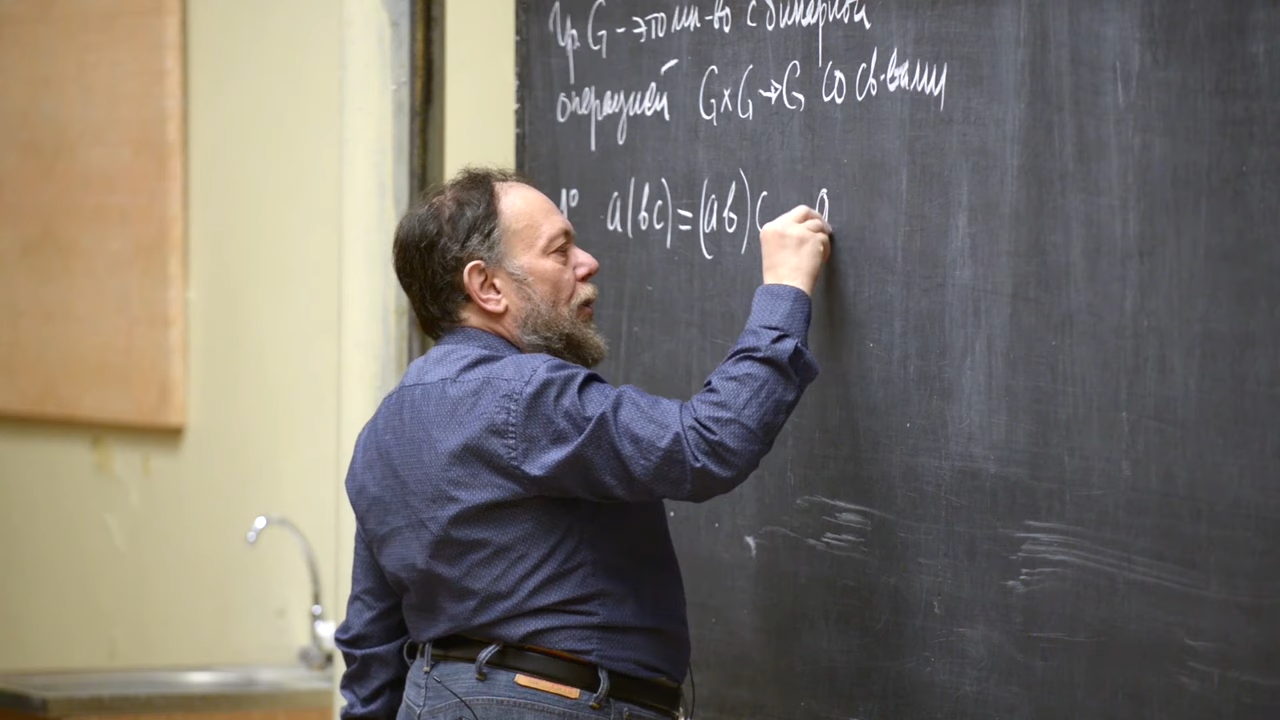 Гр. G - это мн-во с бинарной
операцией G×G→G со св-вами
1° a(bc)=(ab)c